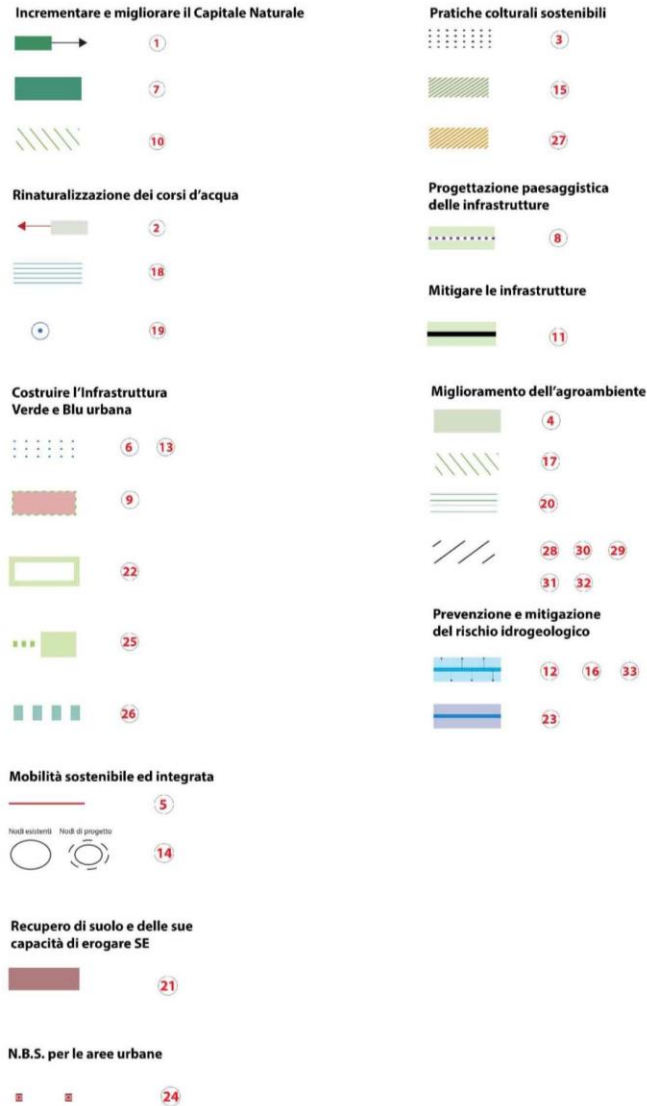 Incrementare e migliorare il Capitale Naturale
1
7
10
Rinaturalizzazione dei corsi d'acqua
2
18
19
Costruire l'Infrastruttura
Verde e Blu urbana
6 13
9
22
25
26
Mobilità sostenibile ed integrata
5
Nodi esistenti Nodi di progetto
14
Recupero di suolo e delle sue
capacità di erogare SE
21
N.B.S. per le aree urbane
24
Pratiche colturali sostenibili
3
15
27
Progettazione paesaggistica
delle infrastrutture
8
Mitigare le infrastrutture
11
Miglioramento dell'agroambiente
4
17
20
28 30 29
31 32
Prevenzione e mitigazione
del rischio idrogeologico
12 16 33
23